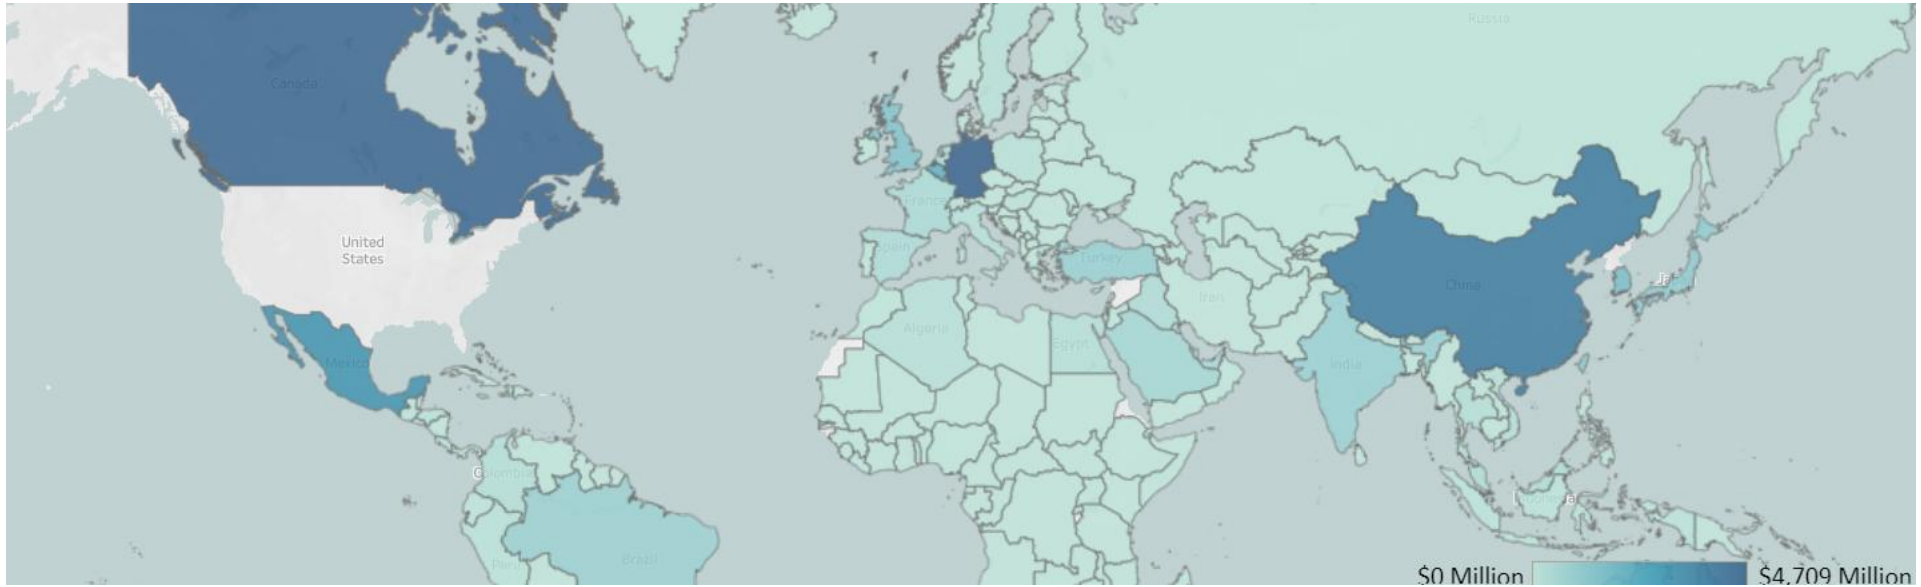 Russia
Canada
United
States
France
Spain
Turkey
China
Iran
Algeria
Egypt
India
Mexico
Colombia
Peru
Brazil
$0 Million
$4,709 Million